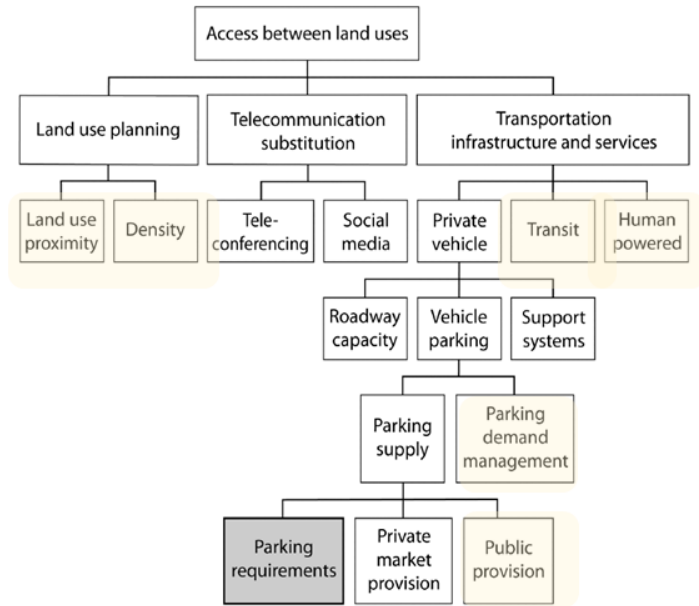 Access between land uses
Land use planning
Telecommunication
substitution
Transportation
infrastructure and services
Land use
proximity
Density
Tele-
conferencing
Social
media
Private
vehicle
Transit
Human
powered
Roadway
capacity
Vehicle
parking
Support
systems
Parking
supply
Parking
demand
management
Parking
requirements
Private
market
provision
Public
provision